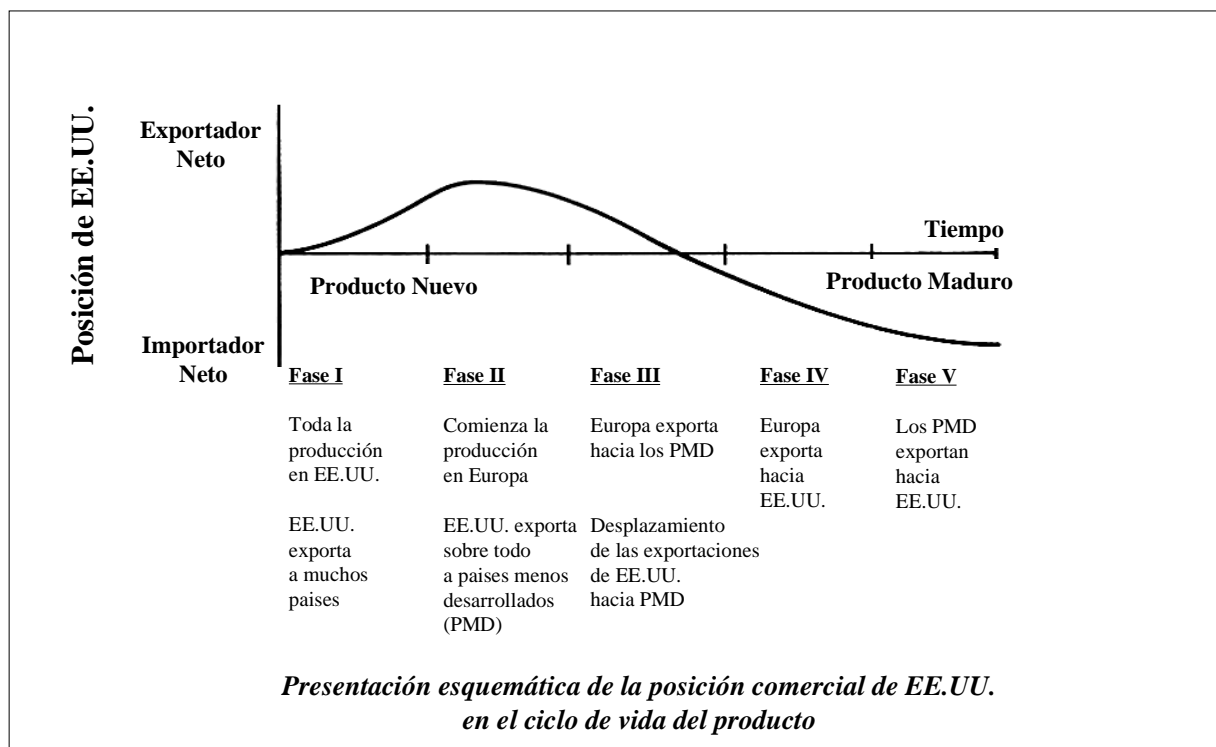 Posición de EE.UU.
Exportador
Neto
Tiempo
Producto Nuevo
Producto Maduro
Importador
Neto
Fase I
Toda la
producción
en EE.UU.
EE.UU.
exporta
a muchos
paises
Fase II
Comienza la
producción
en Europa
EE.UU. exporta
sobre todo
a paises menos
desarrollados
(PMD)
Fase III
Europa exporta
hacia los PMD
Desplazamiento
de las exportaciones
de EE.UU.
hacia PMD
Fase IV
Europa
exporta
hacia
EE.UU.
Fase V
Los PMD
exportan
hacia
EE.UU.
Presentación esquemática de la posición comercial de EE.UU.
en el ciclo de vida del producto